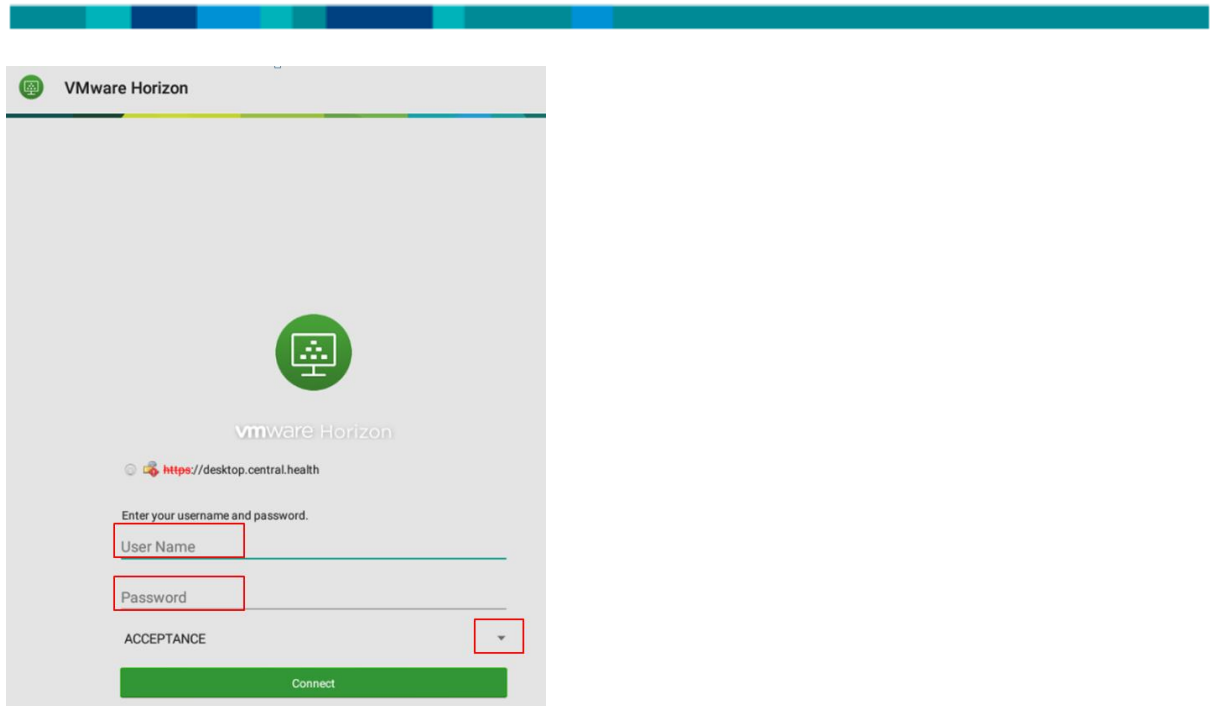 VMware Horizon
vmware Horizon
https://desktop.central.health
Enter your username and password.
User Name
Password
ACCEPTANCE
Connect